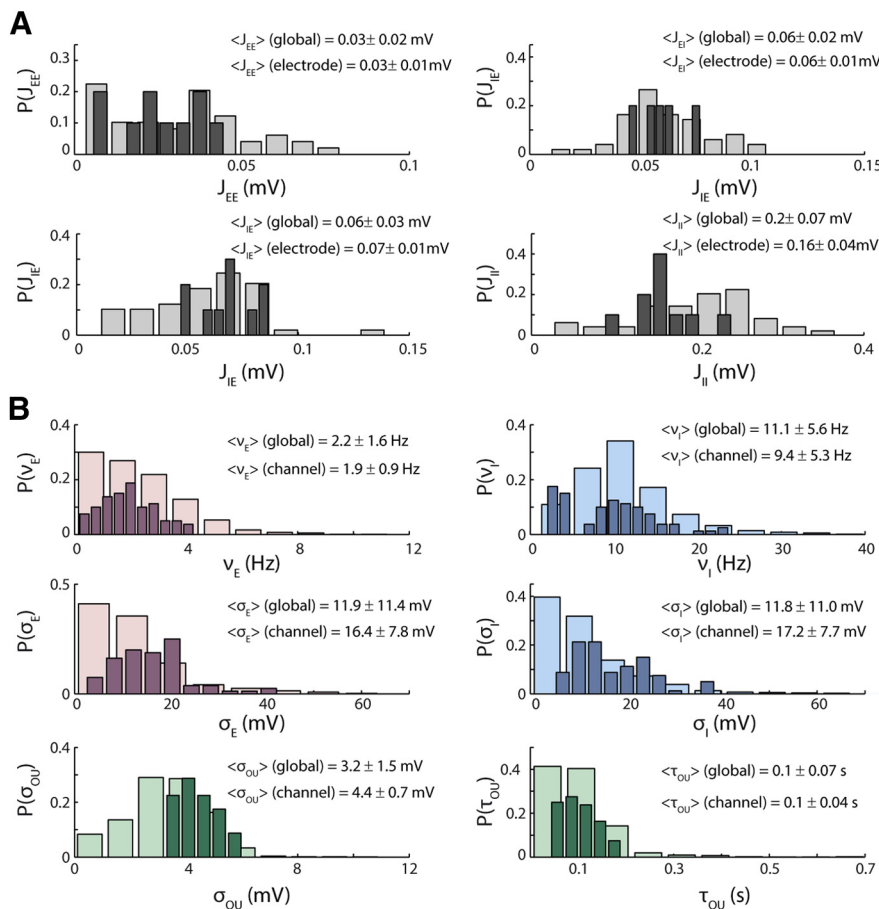 A
<J_EE> (global) = 0.03± 0.02 mV
<J_EE> (electrode) = 0.03± 0.01mV
P(J_EE)
0.3
0.2
0.1
0
0
0.05
0.1
J_EE (mV)
<J_EI> (global) = 0.06± 0.02 mV
<J_EI> (electrode) = 0.06± 0.01mV
P(J_IE)
0.4
0.2
0
0
0.05
0.1
0.15
J_IE (mV)
<J_IE> (global) = 0.06± 0.03 mV
<J_IE> (electrode) = 0.07± 0.01mV
P(J_IE)
0.4
0.2
0
0
0.05
0.1
0.15
J_IE (mV)
<J_II> (global) = 0.2± 0.07 mV
<J_II> (electrode) = 0.16± 0.04mV
P(J_II)
0.4
0.2
0
0
0.2
0.4
J_II (mV)
B
<ν_E> (global) = 2.2 ± 1.6 Hz
<ν_E> (channel) = 1.9 ± 0.9 Hz
P(ν_E)
0.4
0.2
0
0
4
8
12
ν_E (Hz)
<ν_I> (global) = 11.1 ± 5.6 Hz
<ν_I> (channel) = 9.4 ± 5.3 Hz
P(ν_I)
0.4
0.2
0
0
10
20
30
40
ν_I (Hz)
<σ_E> (global) = 11.9 ± 11.4 mV
<σ_E> (channel) = 16.4 ± 7.8 mV
P(σ_E)
0.5
0
0
20
40
60
σ_E (mV)
<σ_I> (global) = 11.8 ± 11.0 mV
<σ_I> (channel) = 17.2 ± 7.7 mV
P(σ_I)
0.4
0.2
0
0
20
40
60
σ_I (mV)
<σ_OU> (global) = 3.2 ± 1.5 mV
<σ_OU> (channel) = 4.4 ± 0.7 mV
P(σ_OU)
0.4
0.2
0
0
4
8
12
σ_OU (mV)
<τ_OU> (global) = 0.1 ± 0.07 s
<τ_OU> (channel) = 0.1 ± 0.04 s
P(τ_OU)
0.4
0.2
0
0.1
0.3
0.5
0.7
τ_OU (s)